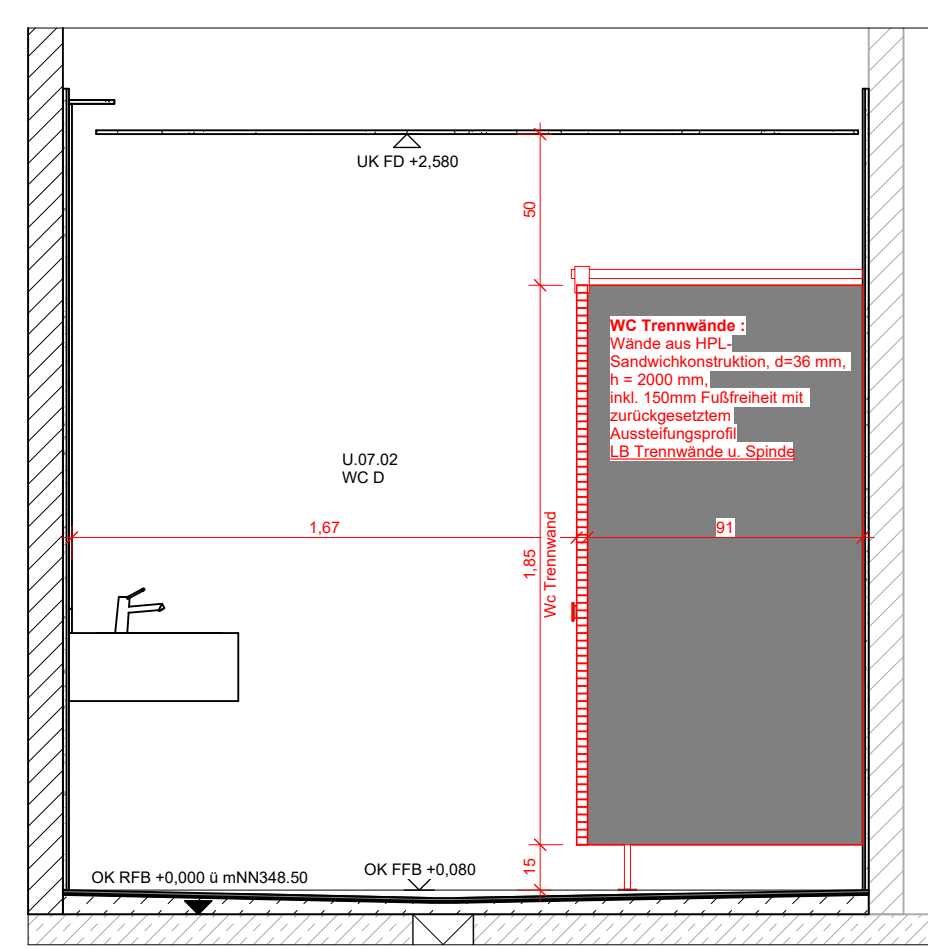 UK FD +2,580
50
WC Trennwände :
Wände aus HPL-
Sandwichkonstruktion, d=36 mm,
h = 2000 mm,
inkl. 150mm Fußfreiheit mit
zurückgesetztem
Aussteifungsprofil
LB Trennwände u. Spinde
U.07.02
WC D
1,67
91
1,85
Wc Trennwand
15
OK RFB +0,000 ü mNN348.50
OK FFB +0,080